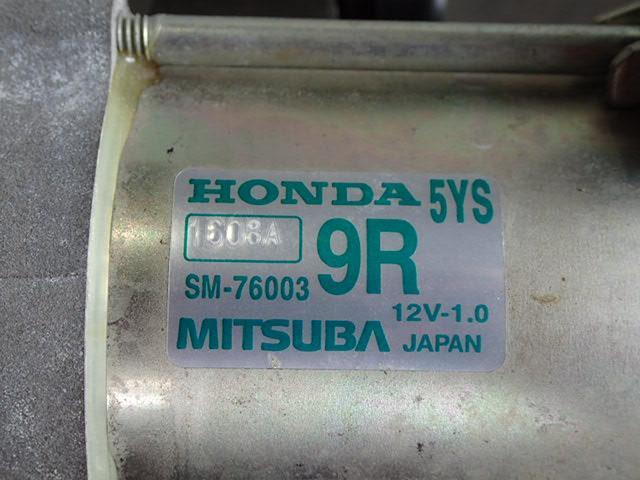 HONDA 5YS
1608A
9R
SM-76003
12V-1.0
MITSUBA JAPAN